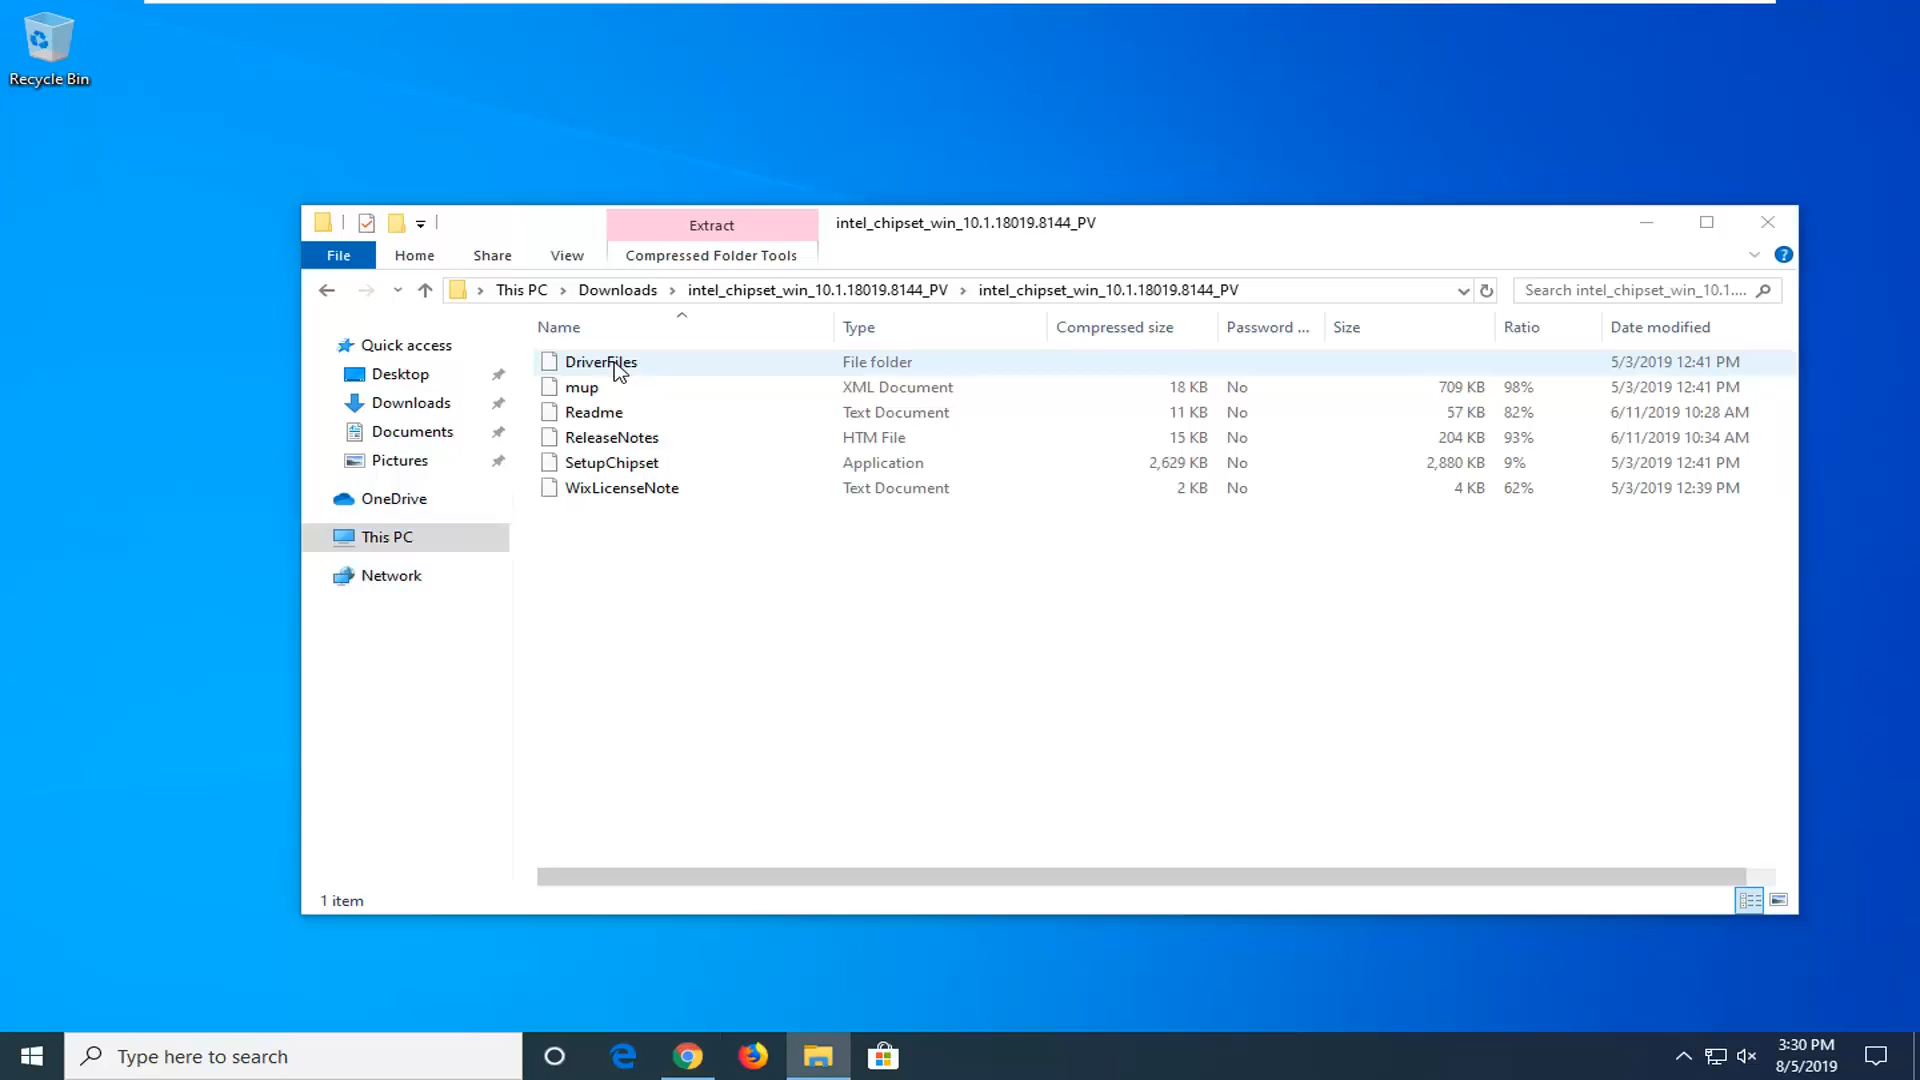 Recycle Bin
Extract
intel_chipset_win_10.1.18019.8144_PV
File
Home
Share
View
Compressed Folder Tools
?
This PC
Downloads
intel_chipset_win_10.1.18019.8144_PV
intel_chipset_win_10.1.18019.8144_PV
Search intel_chipset_win_10.1....
Name
Type
Compressed size
Password ...
Size
Ratio
Date modified
Quick access
Desktop
Downloads
Documents
Pictures
OneDrive
This PC
Network
DriverFiles File folder 5/3/2019 12:41 PM
mup XML Document 18 KB No 709 KB 98% 5/3/2019 12:41 PM
Readme Text Document 11 KB No 57 KB 82% 6/11/2019 10:28 AM
ReleaseNotes HTM File 15 KB No 204 KB 93% 6/11/2019 10:34 AM
SetupChipset Application 2,629 KB No 2,880 KB 9% 5/3/2019 12:41 PM
WixLicenseNote Text Document 2 KB No 4 KB 62% 5/3/2019 12:39 PM
1 item
Type here to search
3:30 PM
8/5/2019